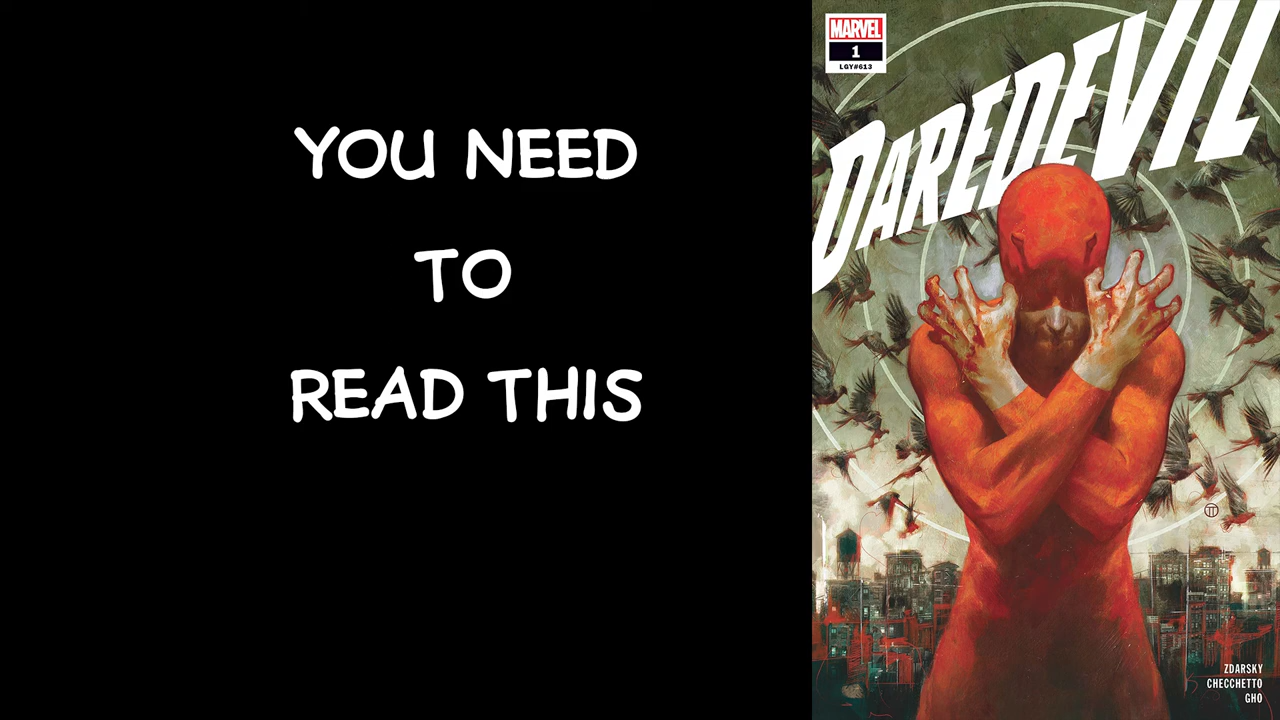 YOU NEED
TO
READ THIS
MARVEL
1
LGY#613
DAREDEVIL
ZDARSKY
CHECCHETTO
GHO